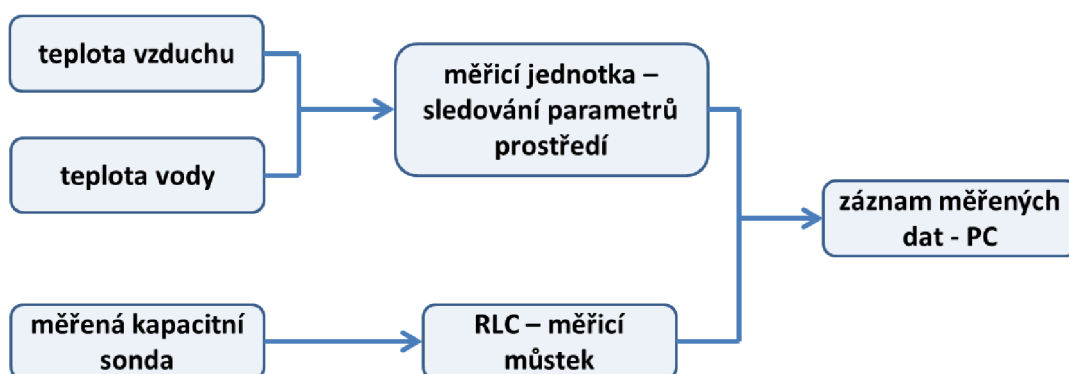 teplota vzduchu
teplota vody
měřicí jednotka –
sledování parametrů
prostředí
měřená kapacitní
sonda
RLC – měřicí
můstek
záznam měřených
dat - PC